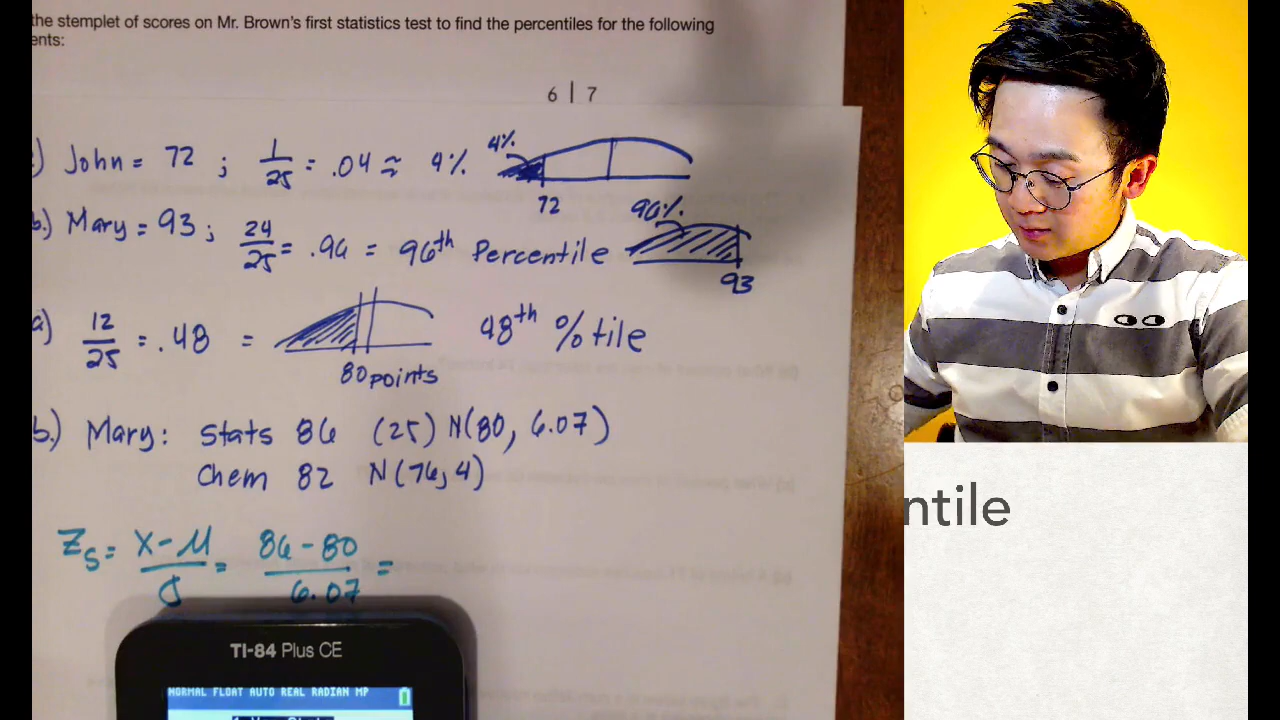 the stemplet of scores on Mr. Brown's first statistics test to find the percentiles for the following
ents:
6 | 7
) John = 72 ; 1/25 = .04 ≈ 4% 4%
72
b.) Mary = 93 ; 24/25 = .96 = 96th Percentile 96%
93
a) 12/25 = .48 = 48th %tile
80 points
b.) Mary: Stats 86 (25) N(80, 6.07)
Chem 82 N(76, 4)
Zs = X-μ/σ = 86-80/6.07 =
TI-84 Plus CE
NORMAL FLOAT AUTO REAL RADIAN MP
ntile